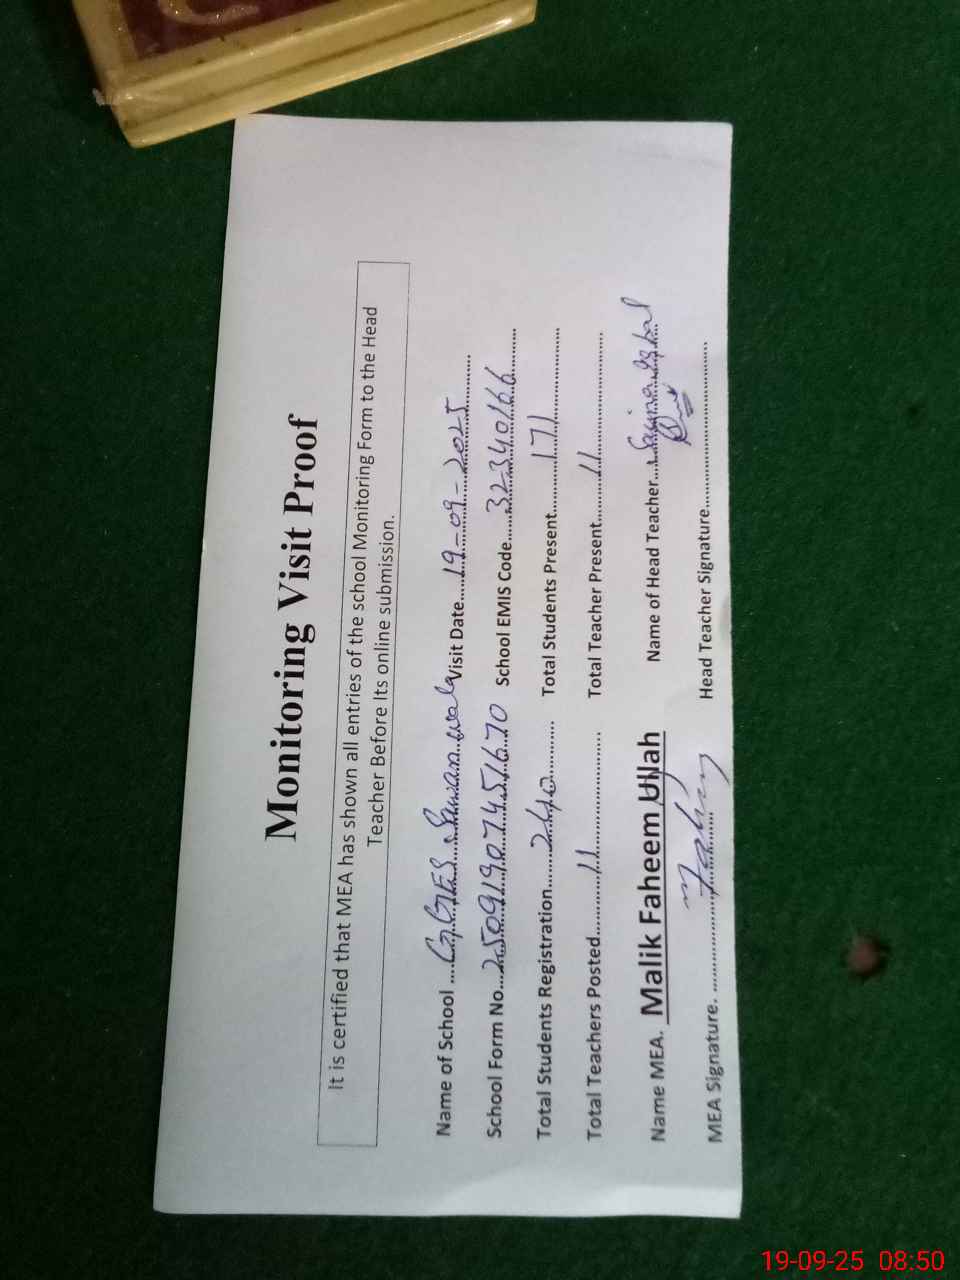 Monitoring Visit Proof
It is certified that MEA has shown all entries of the school Monitoring Form to the Head
Teacher Before Its online submission.
Name of School .... GGES Sawan wala Visit Date......19-09-2025
School Form No....25091907451670 School EMIS Code......32340166
Total Students Registration........240 Total Students Present.........171
Total Teachers Posted............11 Total Teacher Present..........11
Name MEA. Malik Faheem Ullah Name of Head Teacher.... Iqbal
MEA Signature. Head Teacher Signature
19-09-25 08:50